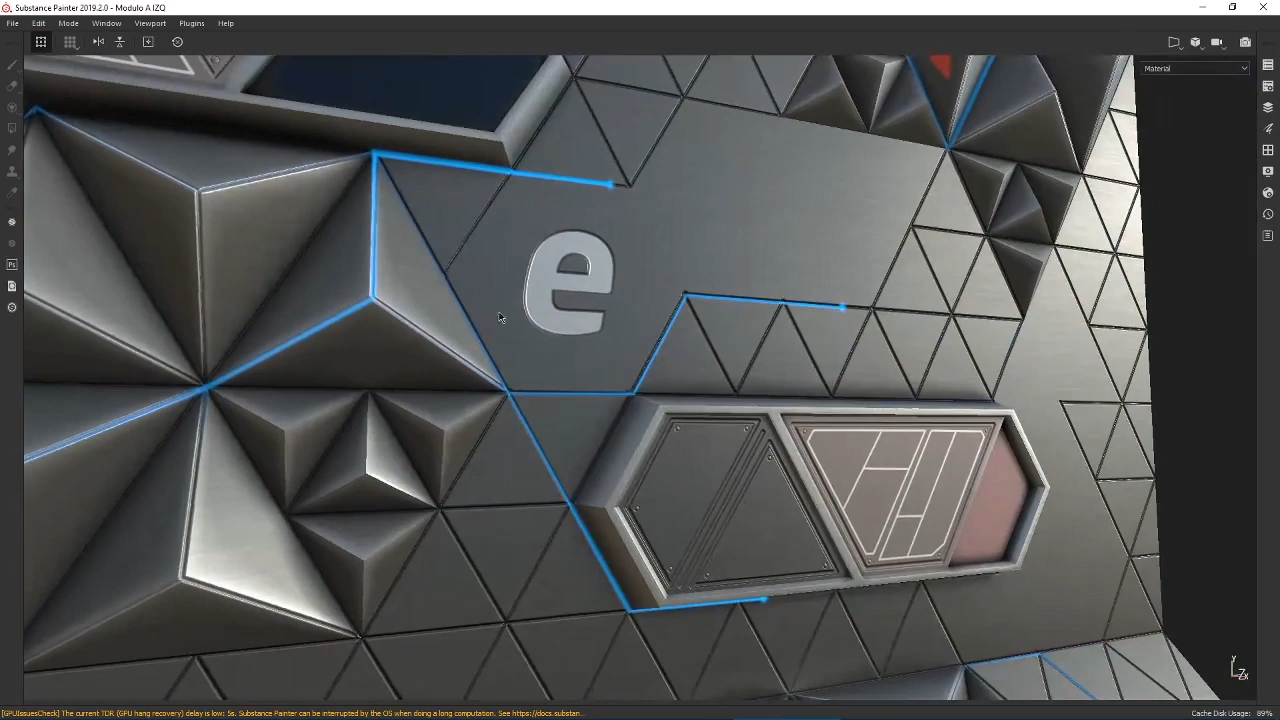 Substance Painter 2019.2.0 - Modulo A IZQ
File Edit Mode Window Viewport Plugins Help
Material
e
Ps
Y
Z
[GPUIssuesCheck] The current TDR (GPU hang recovery) delay is low: 5s. Substance Painter can be interrupted by the OS when doing a long computation. See https://docs.substan...
Cache Disk Usage: 89%